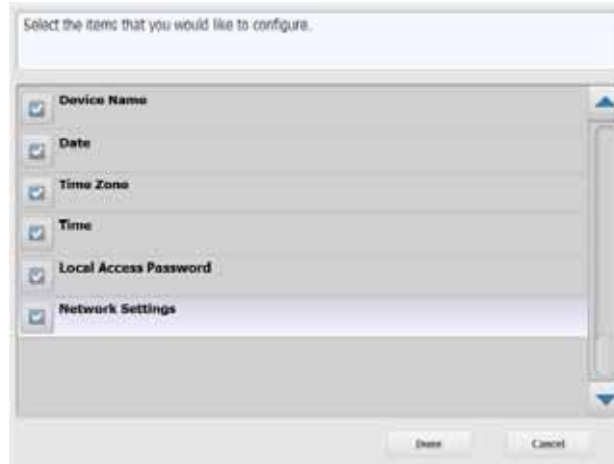 Select the items that you would like to configure.
Device Name
Date
Time Zone
Time
Local Access Password
Network Settings
Done
Cancel